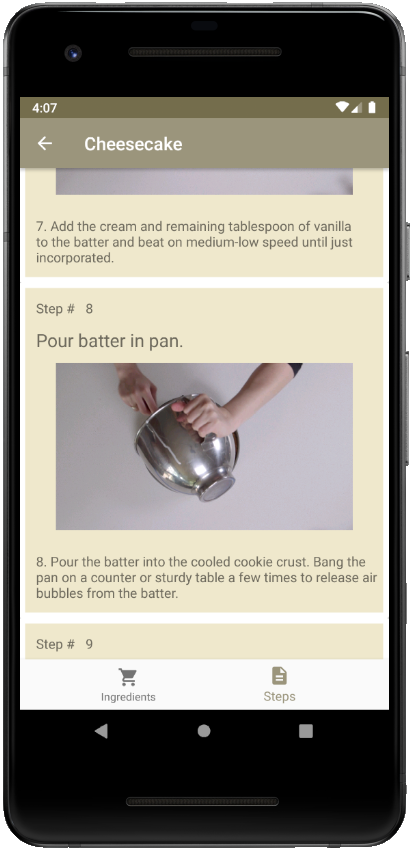 4:07
Cheesecake
7. Add the cream and remaining tablespoon of vanilla
to the batter and beat on medium-low speed until just
incorporated.
Step # 8
Pour batter in pan.
8. Pour the batter into the cooled cookie crust. Bang the
pan on a counter or sturdy table a few times to release air
bubbles from the batter.
Step # 9
Ingredients
Steps